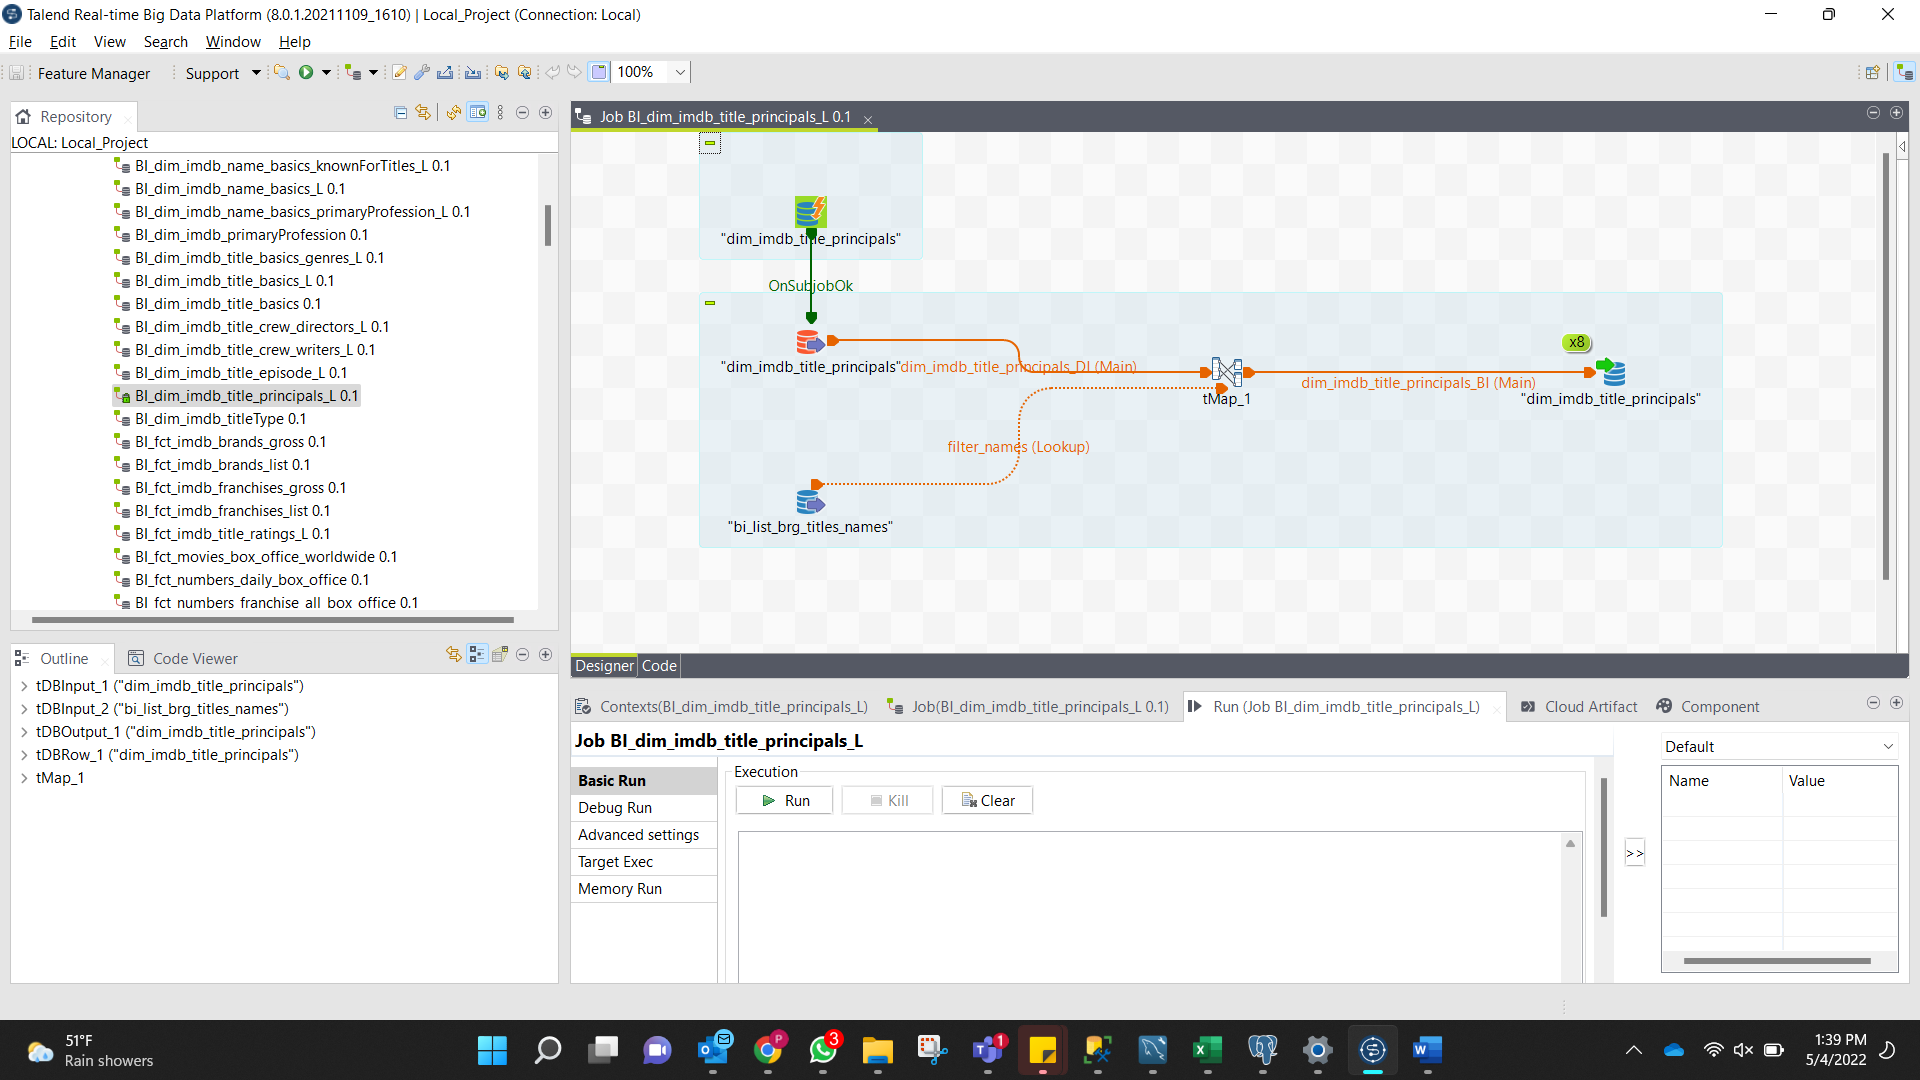 Talend Real-time Big Data Platform (8.0.1.20211109_1610) | Local_Project (Connection: Local)
File Edit View Search Window Help
Feature Manager Support 100%
Repository
LOCAL: Local_Project
BI_dim_imdb_name_basics_knownForTitles_L 0.1
BI_dim_imdb_name_basics_L 0.1
BI_dim_imdb_name_basics_primaryProfession_L 0.1
BI_dim_imdb_primaryProfession 0.1
BI_dim_imdb_title_basics_genres_L 0.1
BI_dim_imdb_title_basics_L 0.1
BI_dim_imdb_title_basics 0.1
BI_dim_imdb_title_crew_directors_L 0.1
BI_dim_imdb_title_crew_writers_L 0.1
BI_dim_imdb_title_episode_L 0.1
BI_dim_imdb_title_principals_L 0.1
BI_dim_imdb_titleType 0.1
BI_fct_imdb_brands_gross 0.1
BI_fct_imdb_brands_list 0.1
BI_fct_imdb_franchises_gross 0.1
BI_fct_imdb_franchises_list 0.1
BI_fct_imdb_title_ratings_L 0.1
BI_fct_movies_box_office_worldwide 0.1
BI_fct_numbers_daily_box_office 0.1
BI_fct_numbers_franchise_all_box_office 0.1
Outline Code Viewer
tDBInput_1 ("dim_imdb_title_principals")
tDBInput_2 ("bi_list_brg_titles_names")
tDBOutput_1 ("dim_imdb_title_principals")
tDBRow_1 ("dim_imdb_title_principals")
tMap_1
Job BI_dim_imdb_title_principals_L 0.1
"dim_imdb_title_principals"
OnSubjobOk
x8
"dim_imdb_title_principals" dim_imdb_title_principals_DI (Main)
dim_imdb_title_principals_BI (Main)
tMap_1 "dim_imdb_title_principals"
filter_names (Lookup)
"bi_list_brg_titles_names"
Designer Code
Contexts(BI_dim_imdb_title_principals_L) Job(BI_dim_imdb_title_principals_L 0.1) Run (Job BI_dim_imdb_title_principals_L) Cloud Artifact Component
Job BI_dim_imdb_title_principals_L
Basic Run
Debug Run
Advanced settings
Target Exec
Memory Run
Execution
Run Kill Clear
>>
Default
Name Value
51°F
Rain showers
P
3
1
1:39 PM
5/4/2022